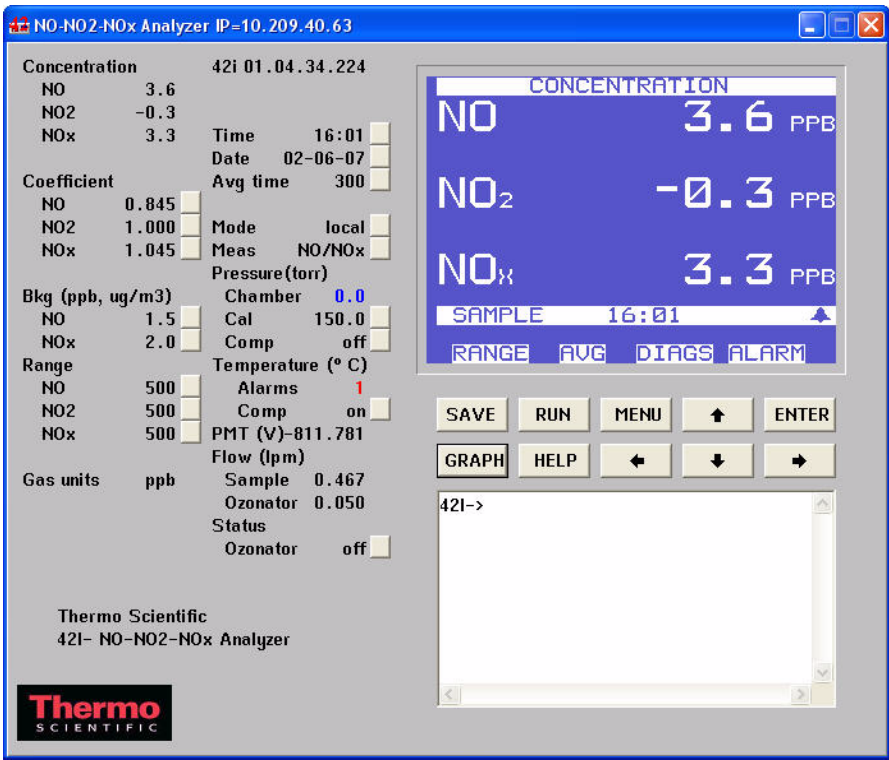 NO-NO2-NOx Analyzer IP=10.209.40.63
Concentration
NO 3.6
NO2 -0.3
NOx 3.3
Coefficient
NO 0.845
NO2 1.000
NOx 1.045
Bkg (ppb, ug/m3)
NO 1.5
NOx 2.0
Range
NO 500
NO2 500
NOx 500
Gas units ppb
42i 01.04.34.224
Time 16:01
Date 02-06-07
Avg time 300
Mode local
Meas NO/NOx
Pressure(torr)
Chamber 0.0
Cal 150.0
Comp off
Temperature (º C)
Alarms 1
Comp on
PMT (V)-811.781
Flow (lpm)
Sample 0.467
Ozonator 0.050
Status
Ozonator off
Thermo Scientific
42I- NO-NO2-NOx Analyzer
Thermo
SCIENTIFIC
CONCENTRATION
NO 3.6 PPB
NO2 -0.3 PPB
NOX 3.3 PPB
SAMPLE 16:01
RANGE AVG DIAGS ALARM
SAVE RUN MENU ENTER
GRAPH HELP
42I->